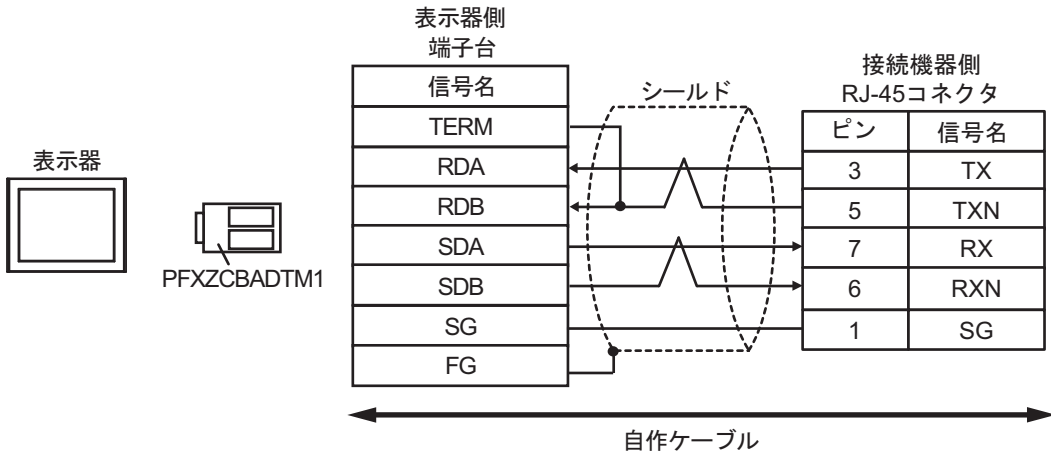 表示器
PFXZCBADTM1
表示器側
端子台
信号名
TERM
RDA
RDB
SDA
SDB
SG
FG
シールド
接続機器側
RJ-45コネクタ
ピン 信号名
3 TX
5 TXN
7 RX
6 RXN
1 SG
自作ケーブル